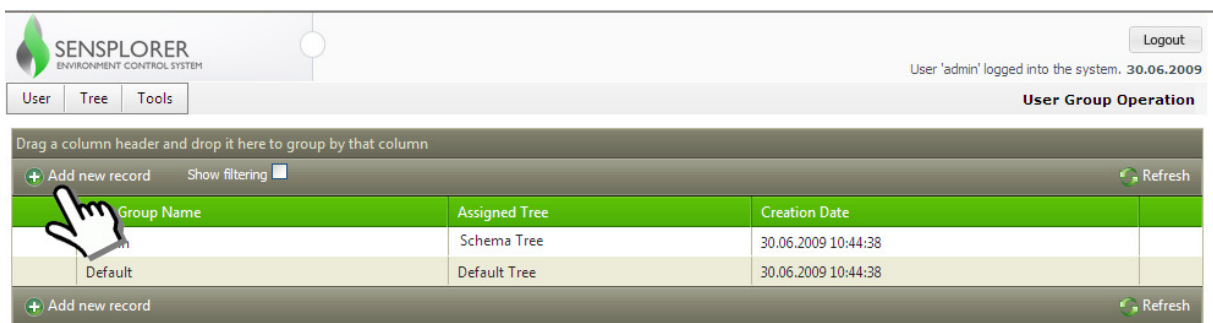 SENSPLORER
ENVIRONMENT CONTROL SYSTEM
Logout
User 'admin' logged into the system. 30.06.2009
User Tree Tools
User Group Operation
Drag a column header and drop it here to group by that column
Add new record Show filtering Refresh
Group Name Assigned Tree Creation Date
Schema Tree 30.06.2009 10:44:38
Default Default Tree 30.06.2009 10:44:38
Add new record Refresh